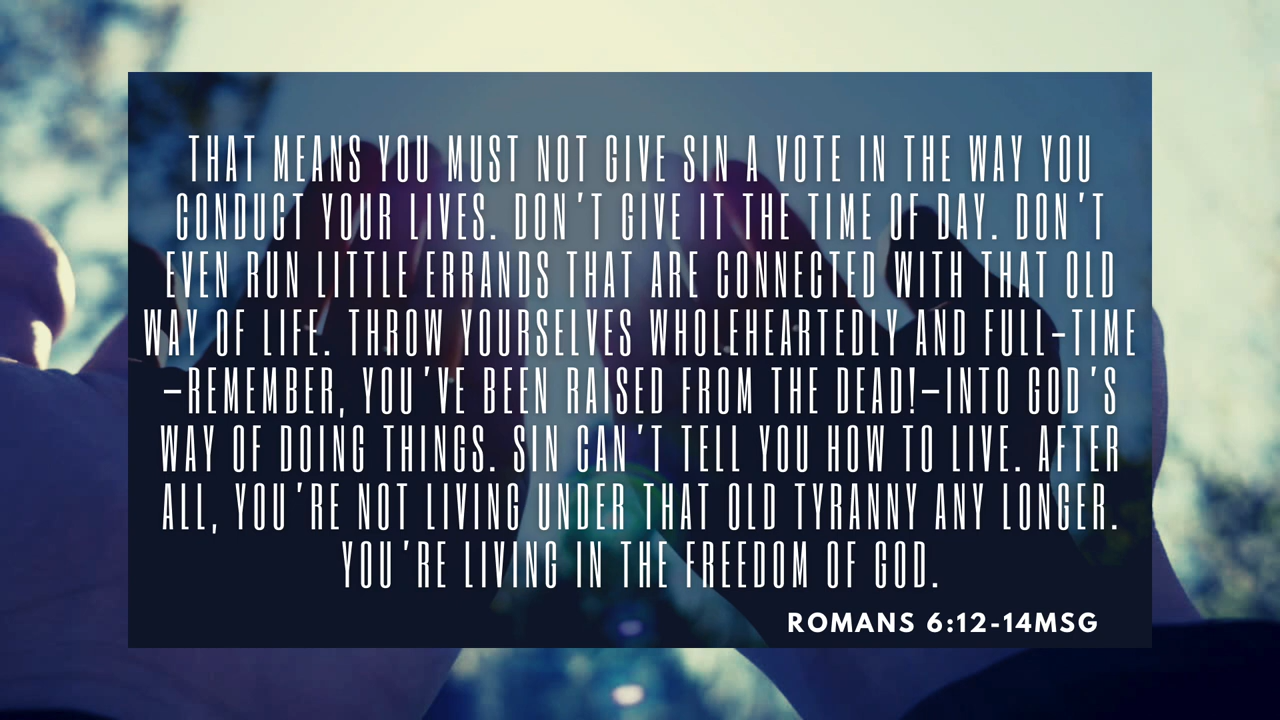 THAT MEANS YOU MUST NOT GIVE SIN A VOTE IN THE WAY YOU
CONDUCT YOUR LIVES. DON'T GIVE IT THE TIME OF DAY. DON'T
EVEN RUN LITTLE ERRANDS THAT ARE CONNECTED WITH THAT OLD
WAY OF LIFE. THROW YOURSELVES WHOLEHEARTEDLY AND FULL-TIME
-REMEMBER, YOU'VE BEEN RAISED FROM THE DEAD!-INTO GOD'S
WAY OF DOING THINGS. SIN CAN'T TELL YOU HOW TO LIVE. AFTER
ALL, YOU'RE NOT LIVING UNDER THAT OLD TYRANNY ANY LONGER.
YOU'RE LIVING IN THE FREEDOM OF GOD.
ROMANS 6:12-14MSG